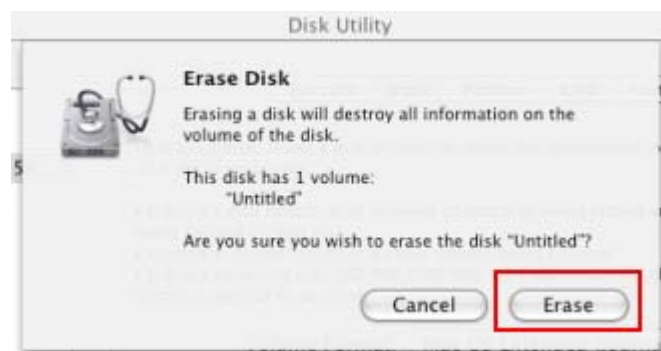 Disk Utility
Erase Disk
Erasing a disk will destroy all information on the
volume of the disk.
This disk has 1 volume:
"Untitled"
Are you sure you wish to erase the disk "Untitled"?
Cancel
Erase